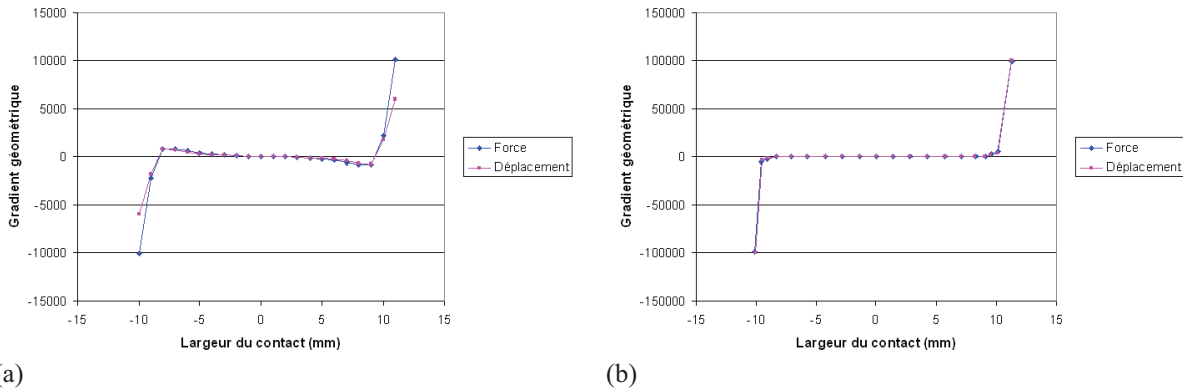 15000
10000
5000
0
-5000
-10000
-15000
-15 -10 -5 0 5 10 15
Gradient géométrique
Largeur du contact (mm)
Force
Déplacement
(a)
150000
100000
50000
0
-50000
-100000
-150000
-15 -10 -5 0 5 10 15
Gradient géométrique
Largeur du contact (mm)
Force
Déplacement
(b)